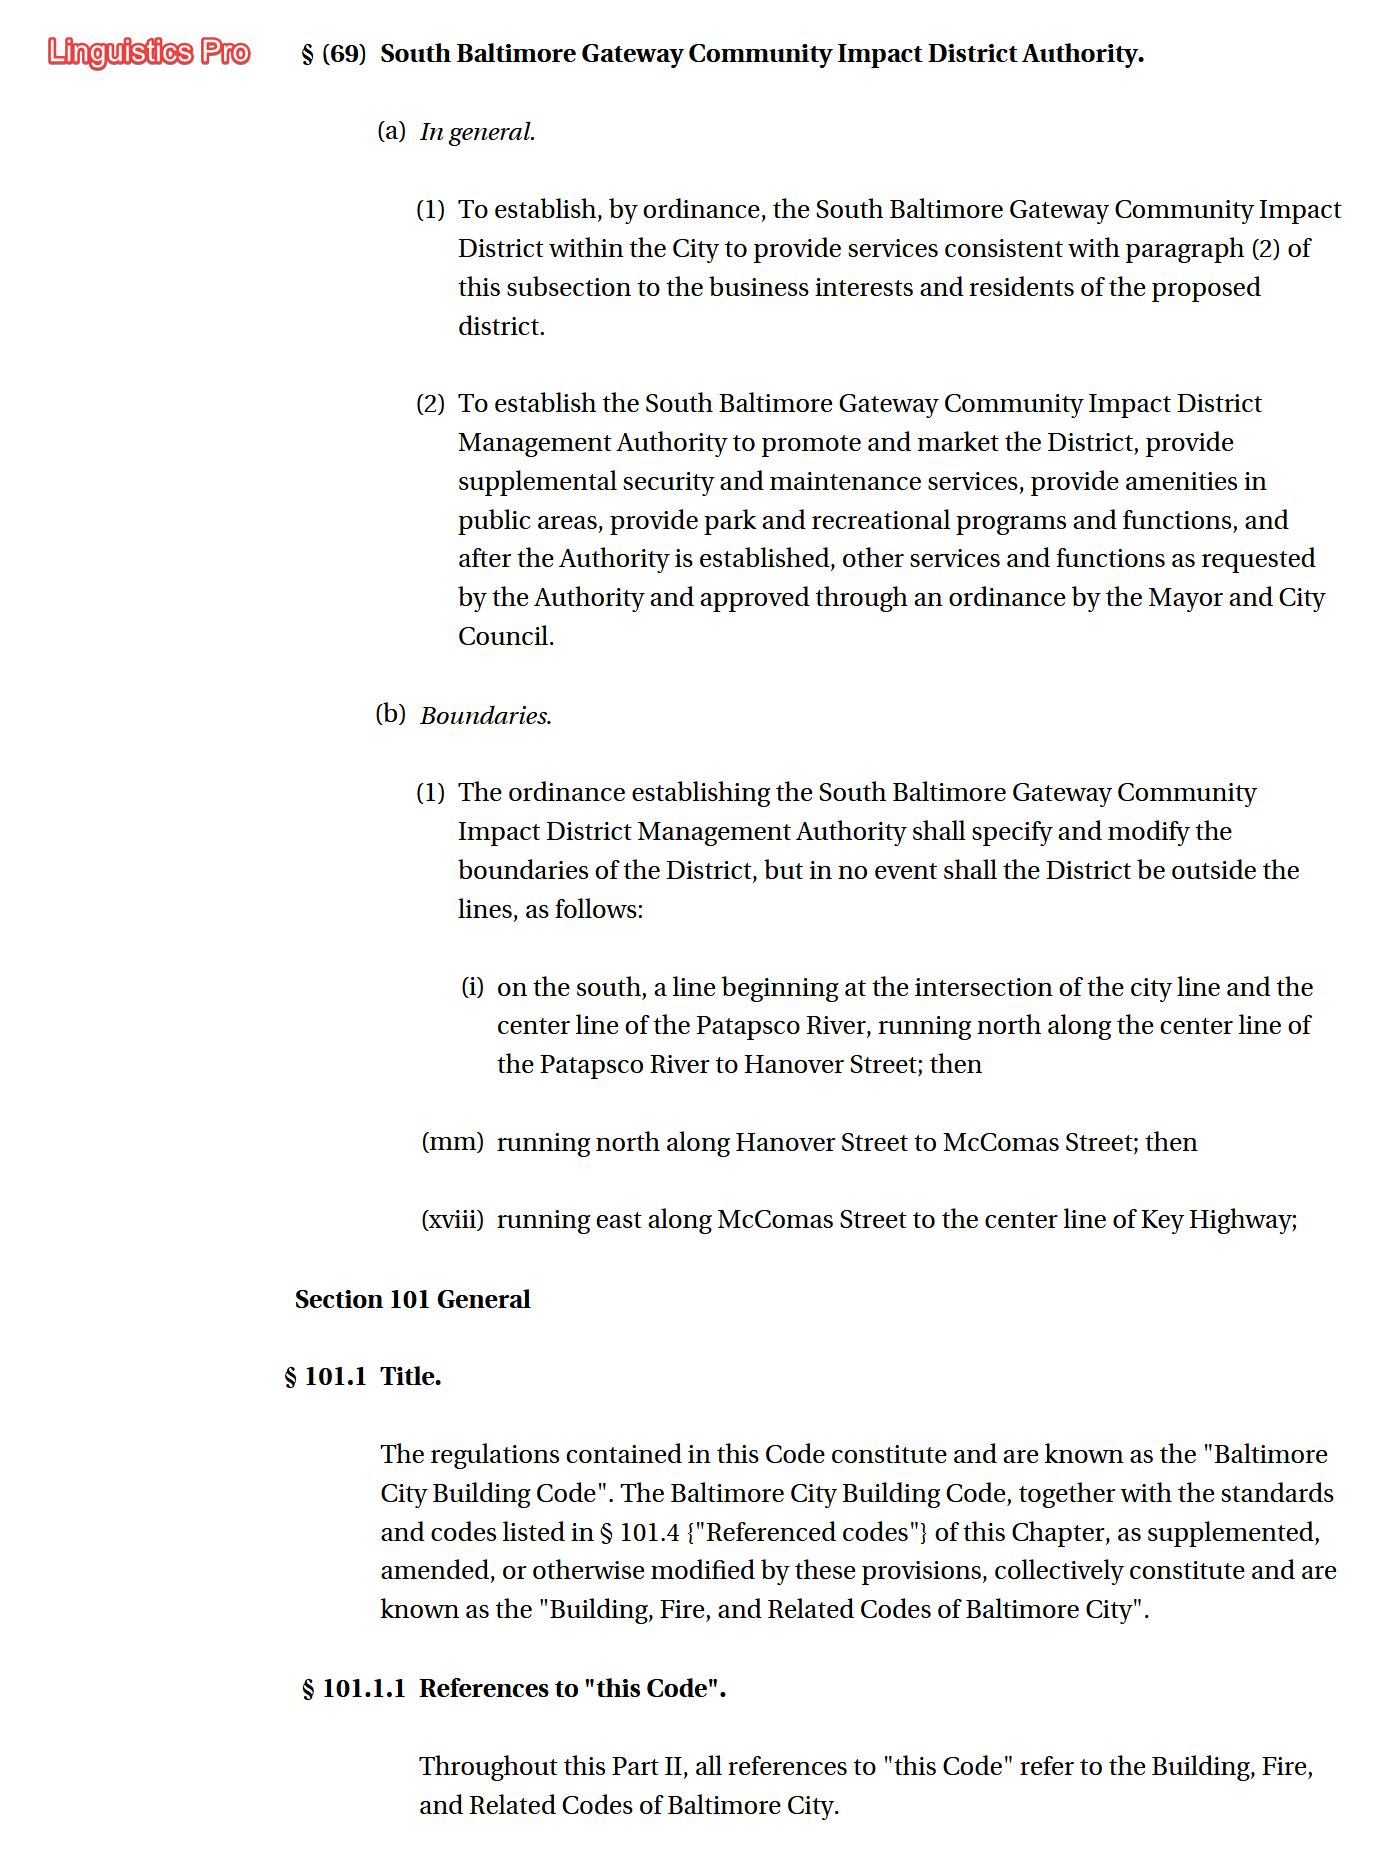 Linguistics Pro
§ (69) South Baltimore Gateway Community Impact District Authority.
(a) In general.
(1) To establish, by ordinance, the South Baltimore Gateway Community Impact
District within the City to provide services consistent with paragraph (2) of
this subsection to the business interests and residents of the proposed
district.
(2) To establish the South Baltimore Gateway Community Impact District
Management Authority to promote and market the District, provide
supplemental security and maintenance services, provide amenities in
public areas, provide park and recreational programs and functions, and
after the Authority is established, other services and functions as requested
by the Authority and approved through an ordinance by the Mayor and City
Council.
(b) Boundaries.
(1) The ordinance establishing the South Baltimore Gateway Community
Impact District Management Authority shall specify and modify the
boundaries of the District, but in no event shall the District be outside the
lines, as follows:
(i) on the south, a line beginning at the intersection of the city line and the
center line of the Patapsco River, running north along the center line of
the Patapsco River to Hanover Street; then
(mm) running north along Hanover Street to McComas Street; then
(xviii) running east along McComas Street to the center line of Key Highway;
Section 101 General
§ 101.1 Title.
The regulations contained in this Code constitute and are known as the "Baltimore
City Building Code". The Baltimore City Building Code, together with the standards
and codes listed in § 101.4 {"Referenced codes"} of this Chapter, as supplemented,
amended, or otherwise modified by these provisions, collectively constitute and are
known as the "Building, Fire, and Related Codes of Baltimore City".
§ 101.1.1 References to "this Code".
Throughout this Part II, all references to "this Code" refer to the Building, Fire,
and Related Codes of Baltimore City.